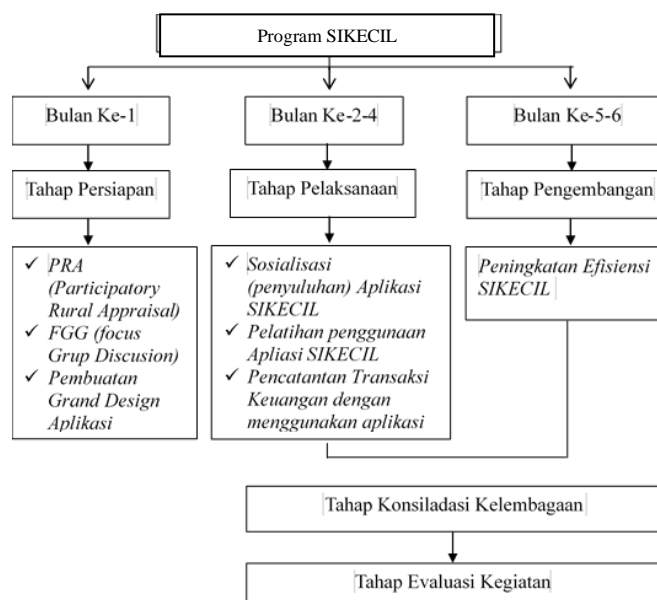 Program SIKECIL
Bulan Ke-1
Bulan Ke-2-4
Bulan Ke-5-6
Tahap Persiapan
Tahap Pelaksanaan
Tahap Pengembangan
✓ PRA
(Participatory
Rural Appraisal)
✓ FGG (focus
Grup Discusion)
✓ Pembuatan
Grand Design
Aplikasi
✓ Sosialisasi
(penyuluhan) Aplikasi
SIKECIL
✓ Pelatihan penggunaan
Apliasi SIKECIL
✓ Pencatantan Transaksi
Keuangan dengan
menggunakan aplikasi
Peningkatan Efisiensi
SIKECIL
Tahap Konsiladasi Kelembagaan
Tahap Evaluasi Kegiatan